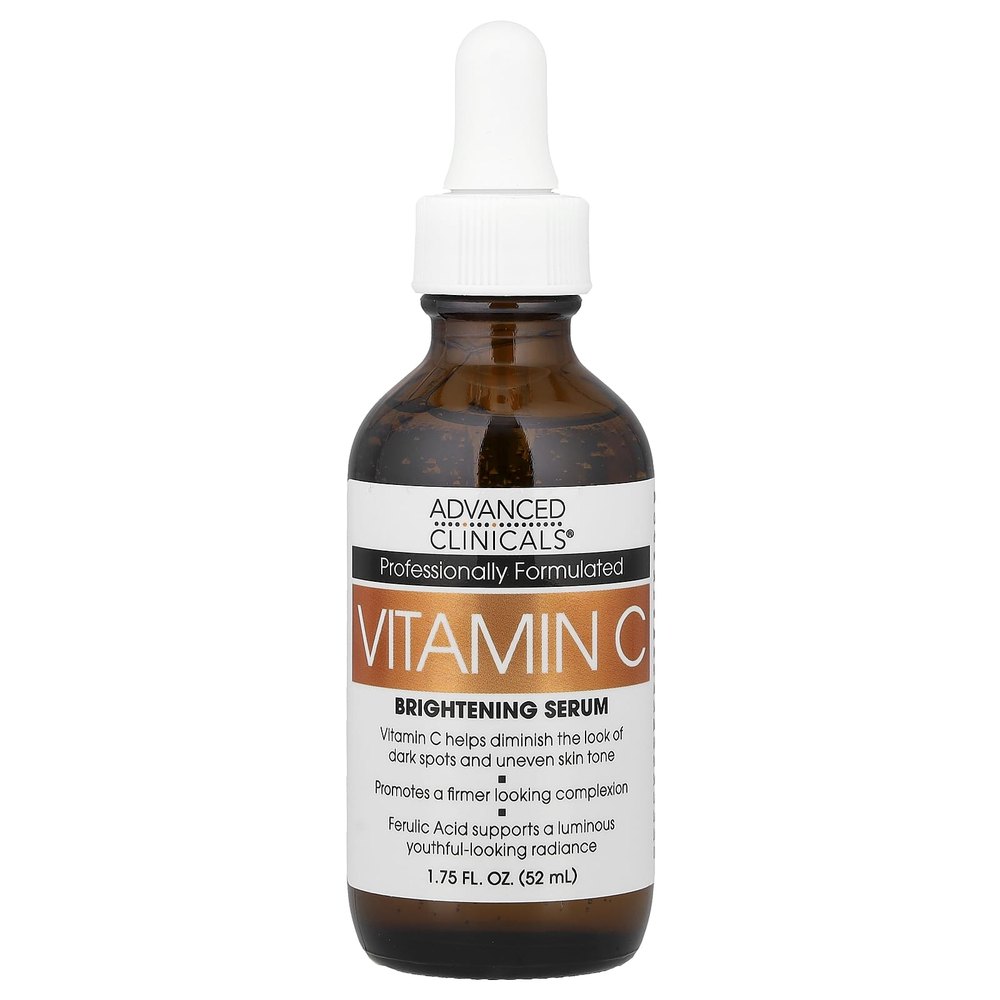 ADVANCED
CLINICALS®
Professionally Formulated
VITAMIN C
BRIGHTENING SERUM
Vitamin C helps diminish the look of
dark spots and uneven skin tone
Promotes a firmer looking complexion
Ferulic Acid supports a luminous
youthful-looking radiance
1.75 FL. OZ. (52 mL)